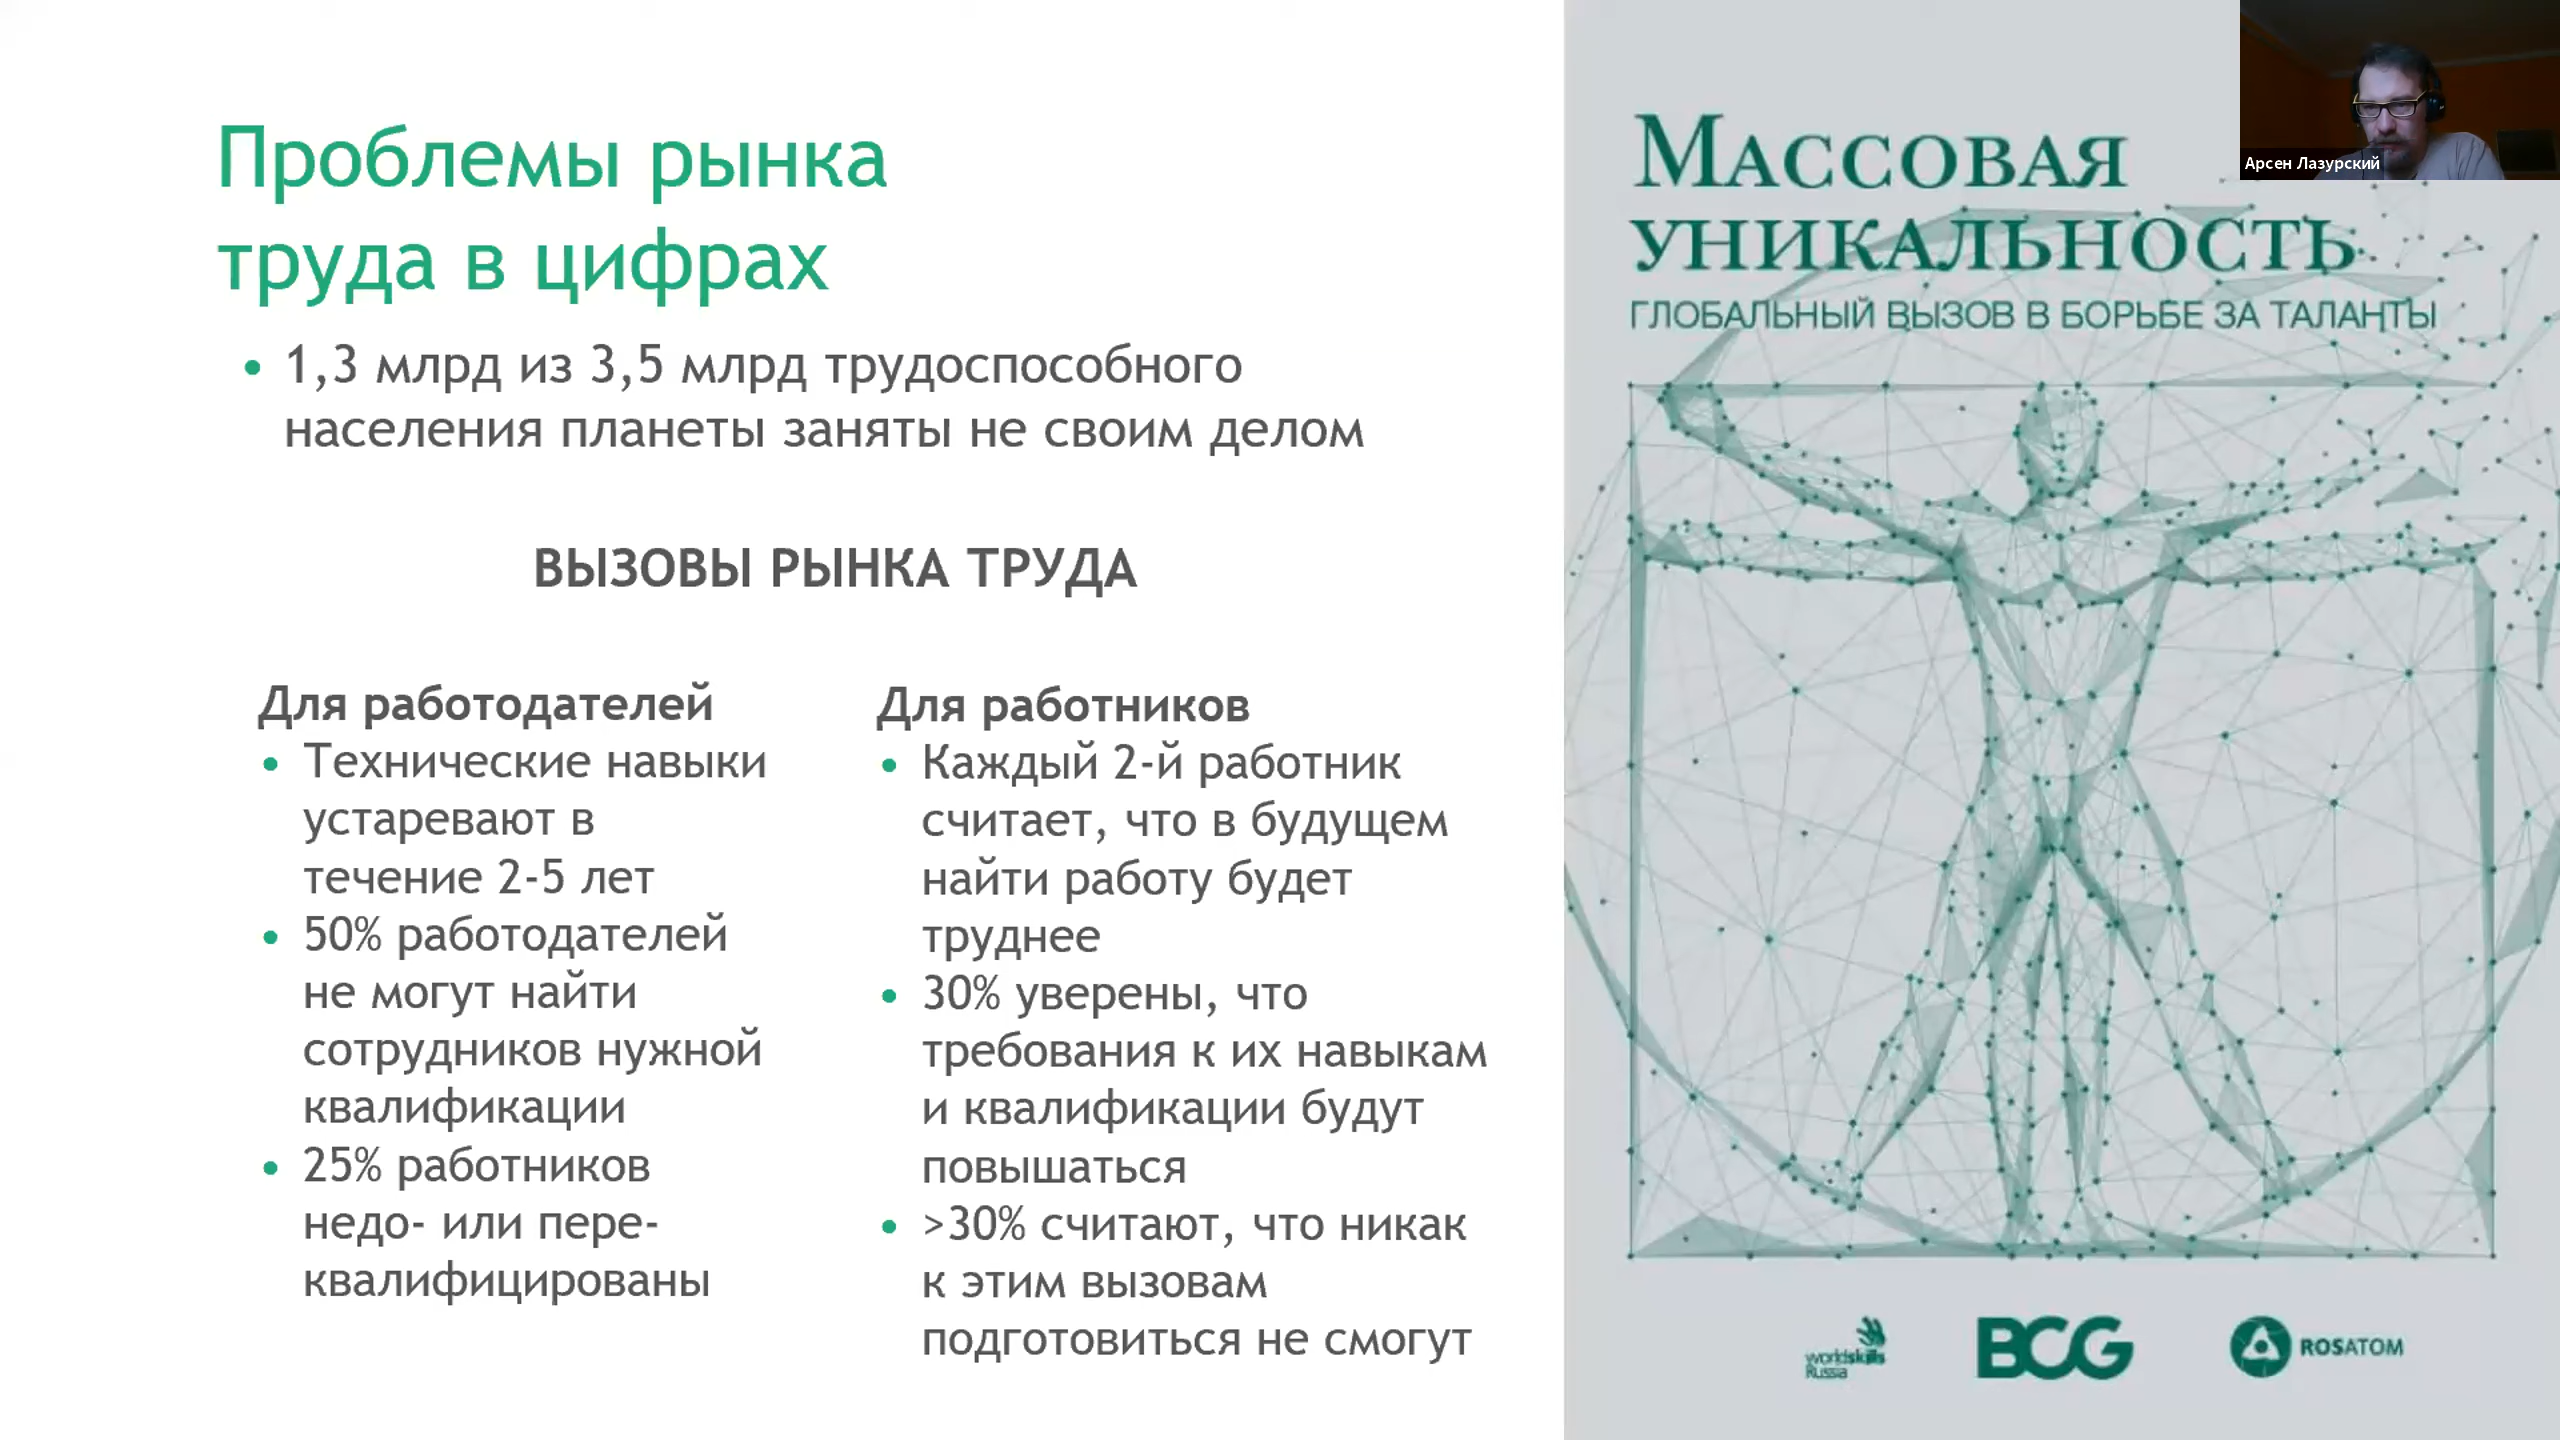 Проблемы рынка
труда в цифрах
• 1,3 млрд из 3,5 млрд трудоспособного
населения планеты заняты не своим делом
ВЫЗОВЫ РЫНКА ТРУДА
Для работодателей
• Технические навыки
устаревают в
течение 2-5 лет
• 50% работодателей
не могут найти
сотрудников нужной
квалификации
• 25% работников
недо- или пере-
квалифицированы
Для работников
• Каждый 2-й работник
считает, что в будущем
найти работу будет
труднее
• 30% уверены, что
требования к их навыкам
и квалификации будут
повышаться
• >30% считают, что никак
к этим вызовам
подготовиться не смогут
МАССОВАЯ
УНИКАЛЬНОСТЬ
ГЛОБАЛЬНЫЙ ВЫЗОВ В БОРЬБЕ ЗА ТАЛАНТЫ
worldskills
Russia
BCG
ROSATOM
Арсен Лазурский